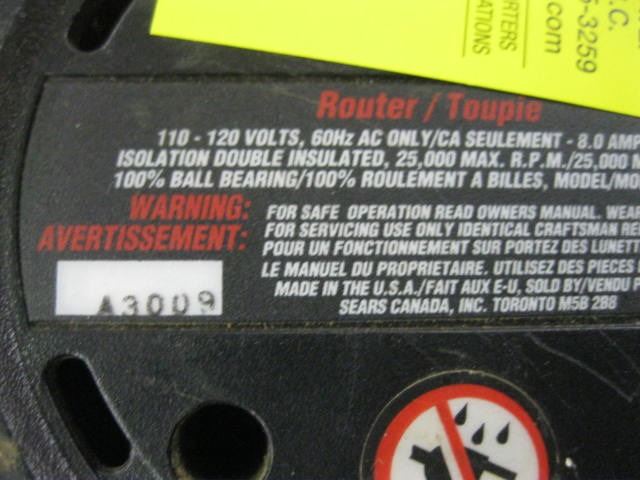 RTERS
ATIONS
.C.
5-3259
.com
Router / Toupie
110 - 120 VOLTS, 60Hz AC ONLY/CA SEULEMENT - 8.0 AMP
ISOLATION DOUBLE INSULATED, 25,000 MAX. R.P.M./25,000
100% BALL BEARING/100% ROULEMENT A BILLES, MODEL/MO
WARNING: FOR SAFE OPERATION READ OWNERS MANUAL. WEA
AVERTISSEMENT: FOR SERVICING USE ONLY IDENTICAL CRAFTSMAN RE
POUR UN FONCTIONNEMENT SUR PORTEZ DES LUNETT
LE MANUEL DU PROPRIETAIRE. UTILISEZ DES PIECES
MADE IN THE U.S.A./FAIT AUX E-U, SOLD BY/VENDU P
SEARS CANADA, INC. TORONTO M5B 2B8
A3009